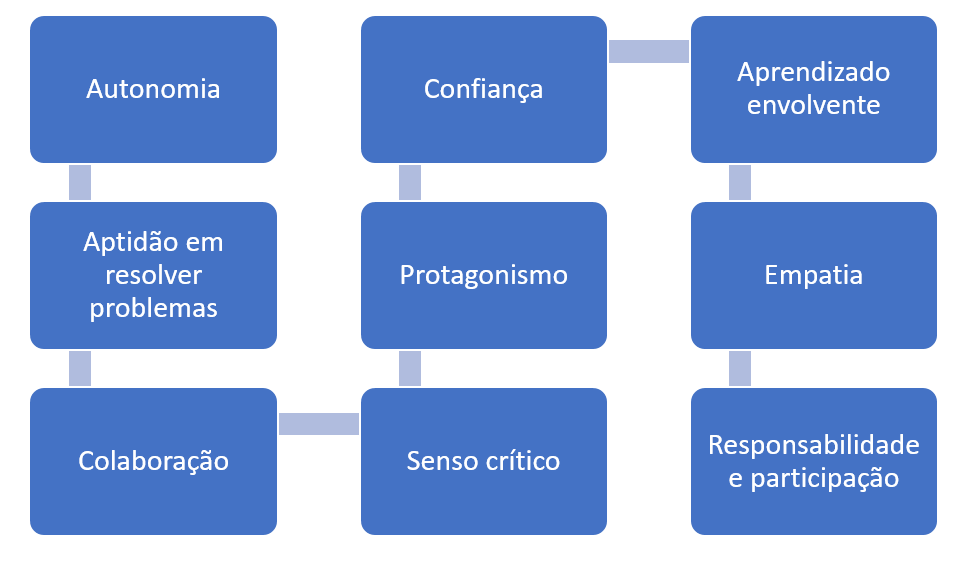 Autonomia
Aptidão em
resolver
problemas
Colaboração
Senso crítico
Protagonismo
Confiança
Aprendizado
envolvente
Empatia
Responsabilidade
e participação